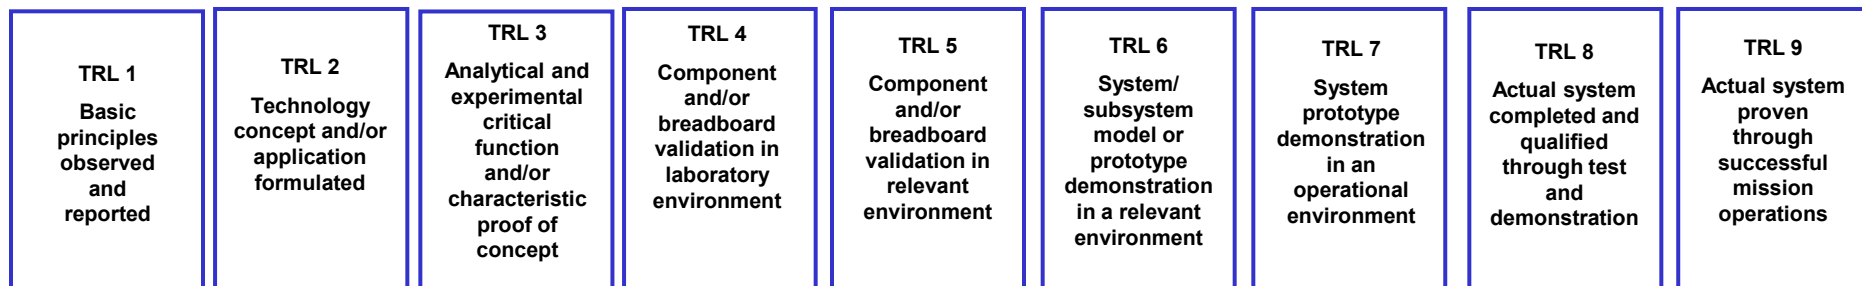 TRL 1
Basic
principles
observed
and
reported
TRL 2
Technology
concept and/or
application
formulated
TRL 3
Analytical and
experimental
critical
function
and/or
characteristic
proof of
concept
TRL 4
Component
and/or
breadboard
validation in
laboratory
environment
TRL 5
Component
and/or
breadboard
validation in
relevant
environment
TRL 6
System/
subsystem
model or
prototype
demonstration
in a relevant
environment
TRL 7
System
prototype
demonstration
in an
operational
environment
TRL 8
Actual system
completed and
qualified
through test
and
demonstration
TRL 9
Actual system
proven
through
successful
mission
operations